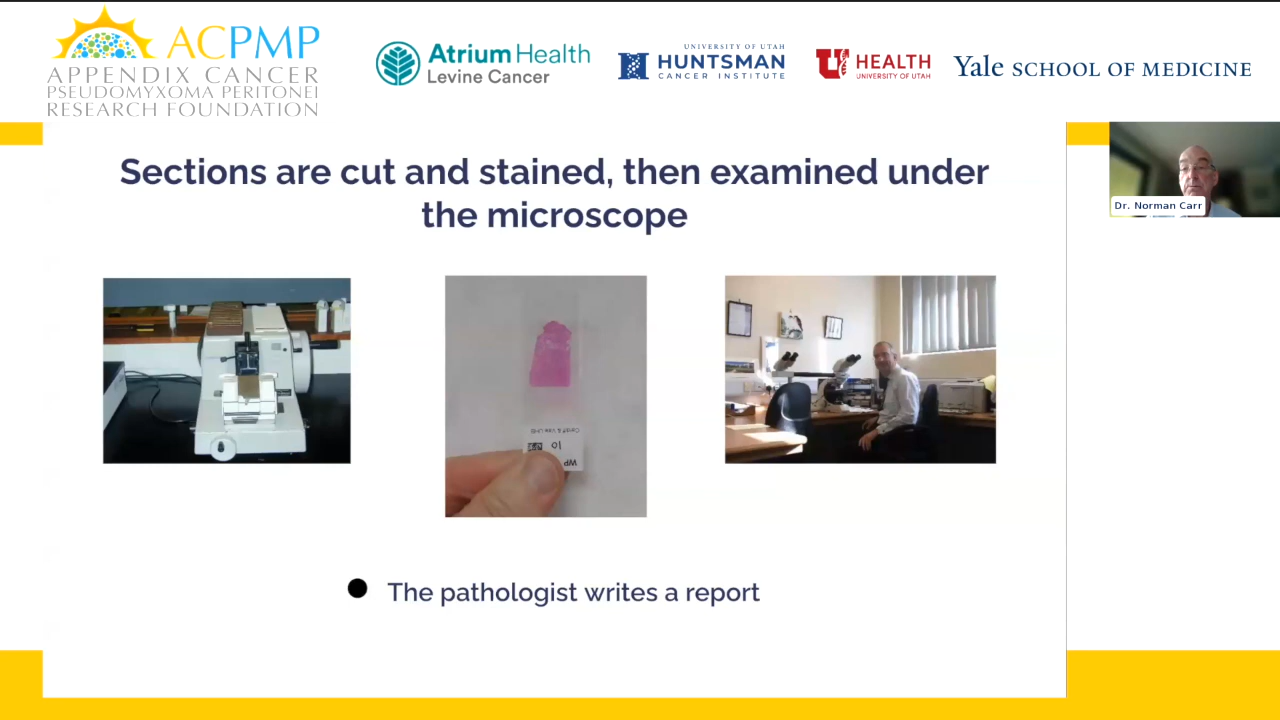 ACPMP
APPENDIX CANCER
PSEUDOMYXOMA PERITONEI
RESEARCH FOUNDATION
Atrium Health
Levine Cancer
UNIVERSITY OF UTAH
HUNTSMAN
CANCER INSTITUTE
U
HEALTH
UNIVERSITY OF UTAH
Yale SCHOOL OF MEDICINE
Sections are cut and stained, then examined under
the microscope
Dr. Norman Carr
10
WP
The pathologist writes a report